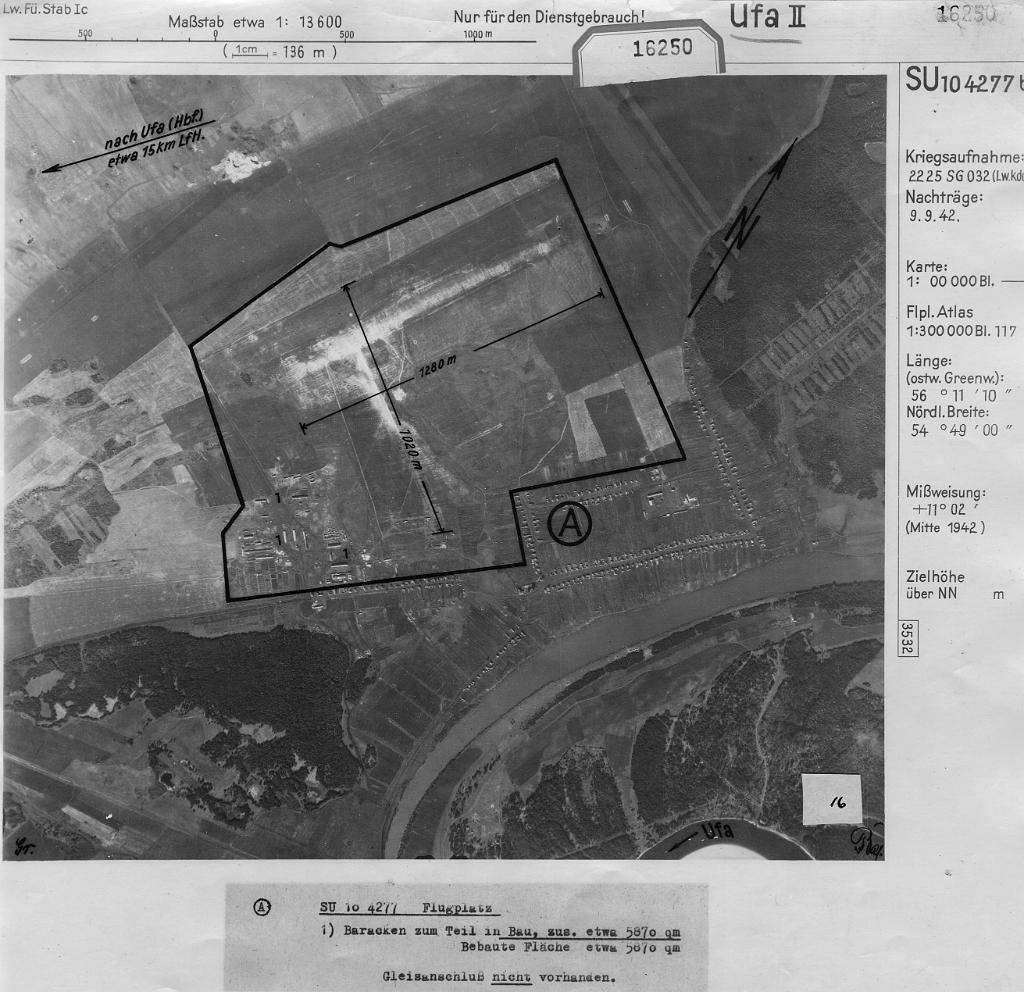 Lw. Fü. Stab Ic
Maßstab etwa 1: 13 600
Nur für den Dienstgebrauch!
Ufa II
16250
500 0 500 1000 m
( 1cm = 136 m )
16250
SU 10 4277
nach Ufa (Hbf.)
etwa 15km LfH.
Kriegsaufnahme:
2225 SG 032 (Lw.kdo
Nachträge:
9. 9. 42.
N
Karte:
1: 00 000 Bl.
Flpl. Atlas
1:300 000 Bl. 117
Länge:
(ostw. Greenw.):
56 ° 11 ' 10 "
Nördl. Breite:
54 ° 49 ' 00 "
1280 m
1020 m
1
1
1
A
Mißweisung:
+11° 02 '
(Mitte 1942)
Zielhöhe
über NN m
3532
16
Ufa
Gr.
A SU 10 4277 Flugplatz
1) Baracken zum Teil in Bau, zus. etwa 5870 qm
Bebaute Fläche etwa 5870 qm
Gleisanschluß nicht vorhanden.